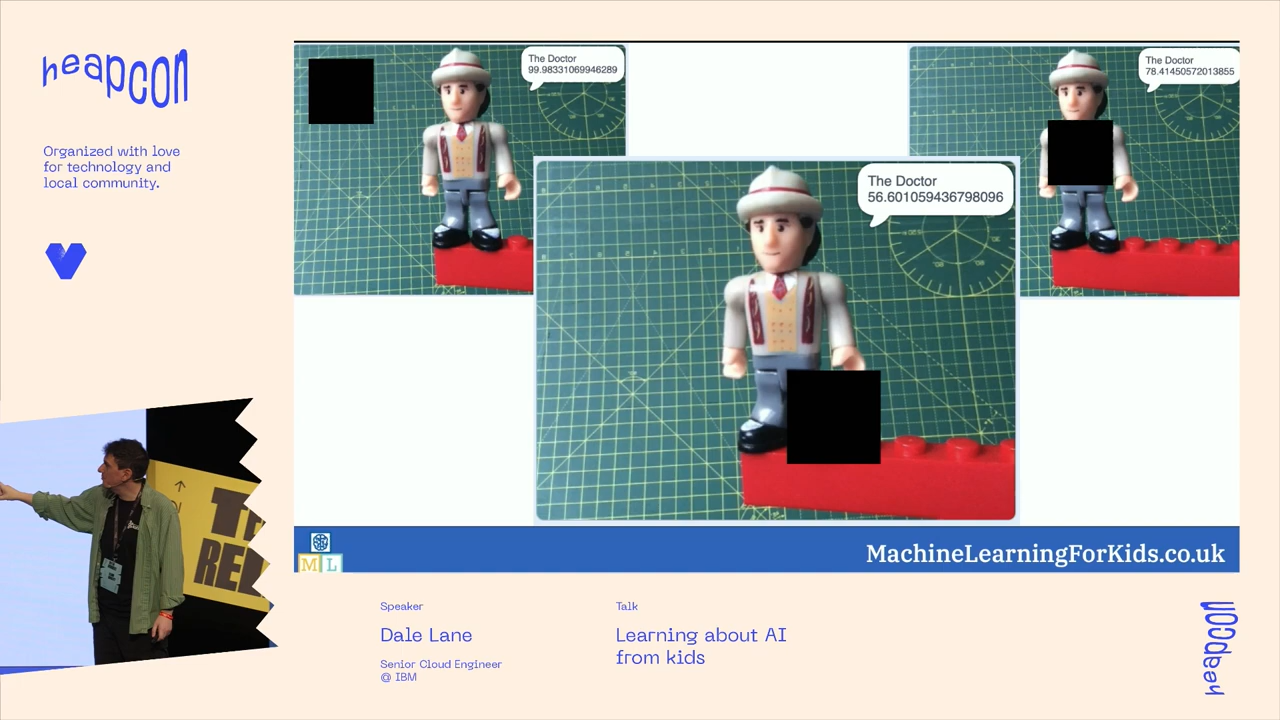 heapcon
Organized with love
for technology and
local community.
The Doctor
99.98331069946289
The Doctor
78.41450572013855
The Doctor
56.601059436798096
M L
MachineLearningForKids.co.uk
Speaker
Dale Lane
Senior Cloud Engineer
@ IBM
Talk
Learning about AI
from kids
heapcon